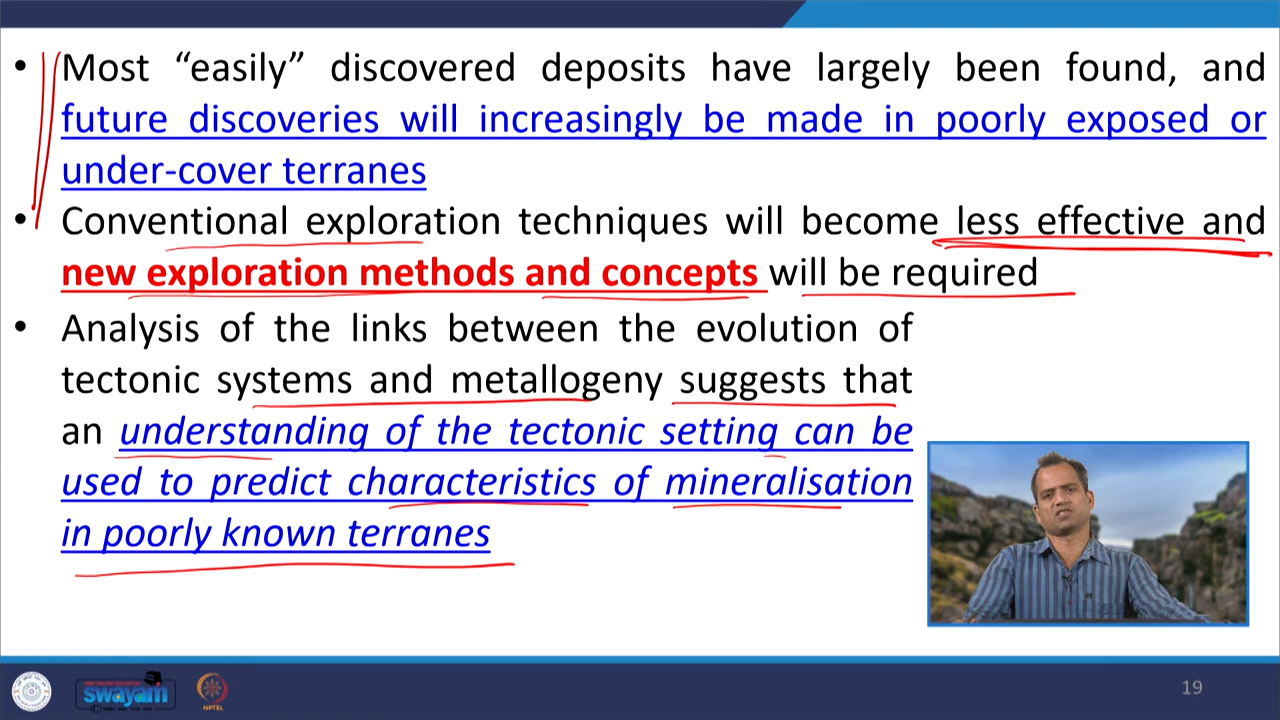 • Most “easily” discovered deposits have largely been found, and
future discoveries will increasingly be made in poorly exposed or
under-cover terranes
• Conventional exploration techniques will become less effective and
new exploration methods and concepts will be required
• Analysis of the links between the evolution of
tectonic systems and metallogeny suggests that
an understanding of the tectonic setting can be
used to predict characteristics of mineralisation
in poorly known terranes
swayam
NPTEL
19